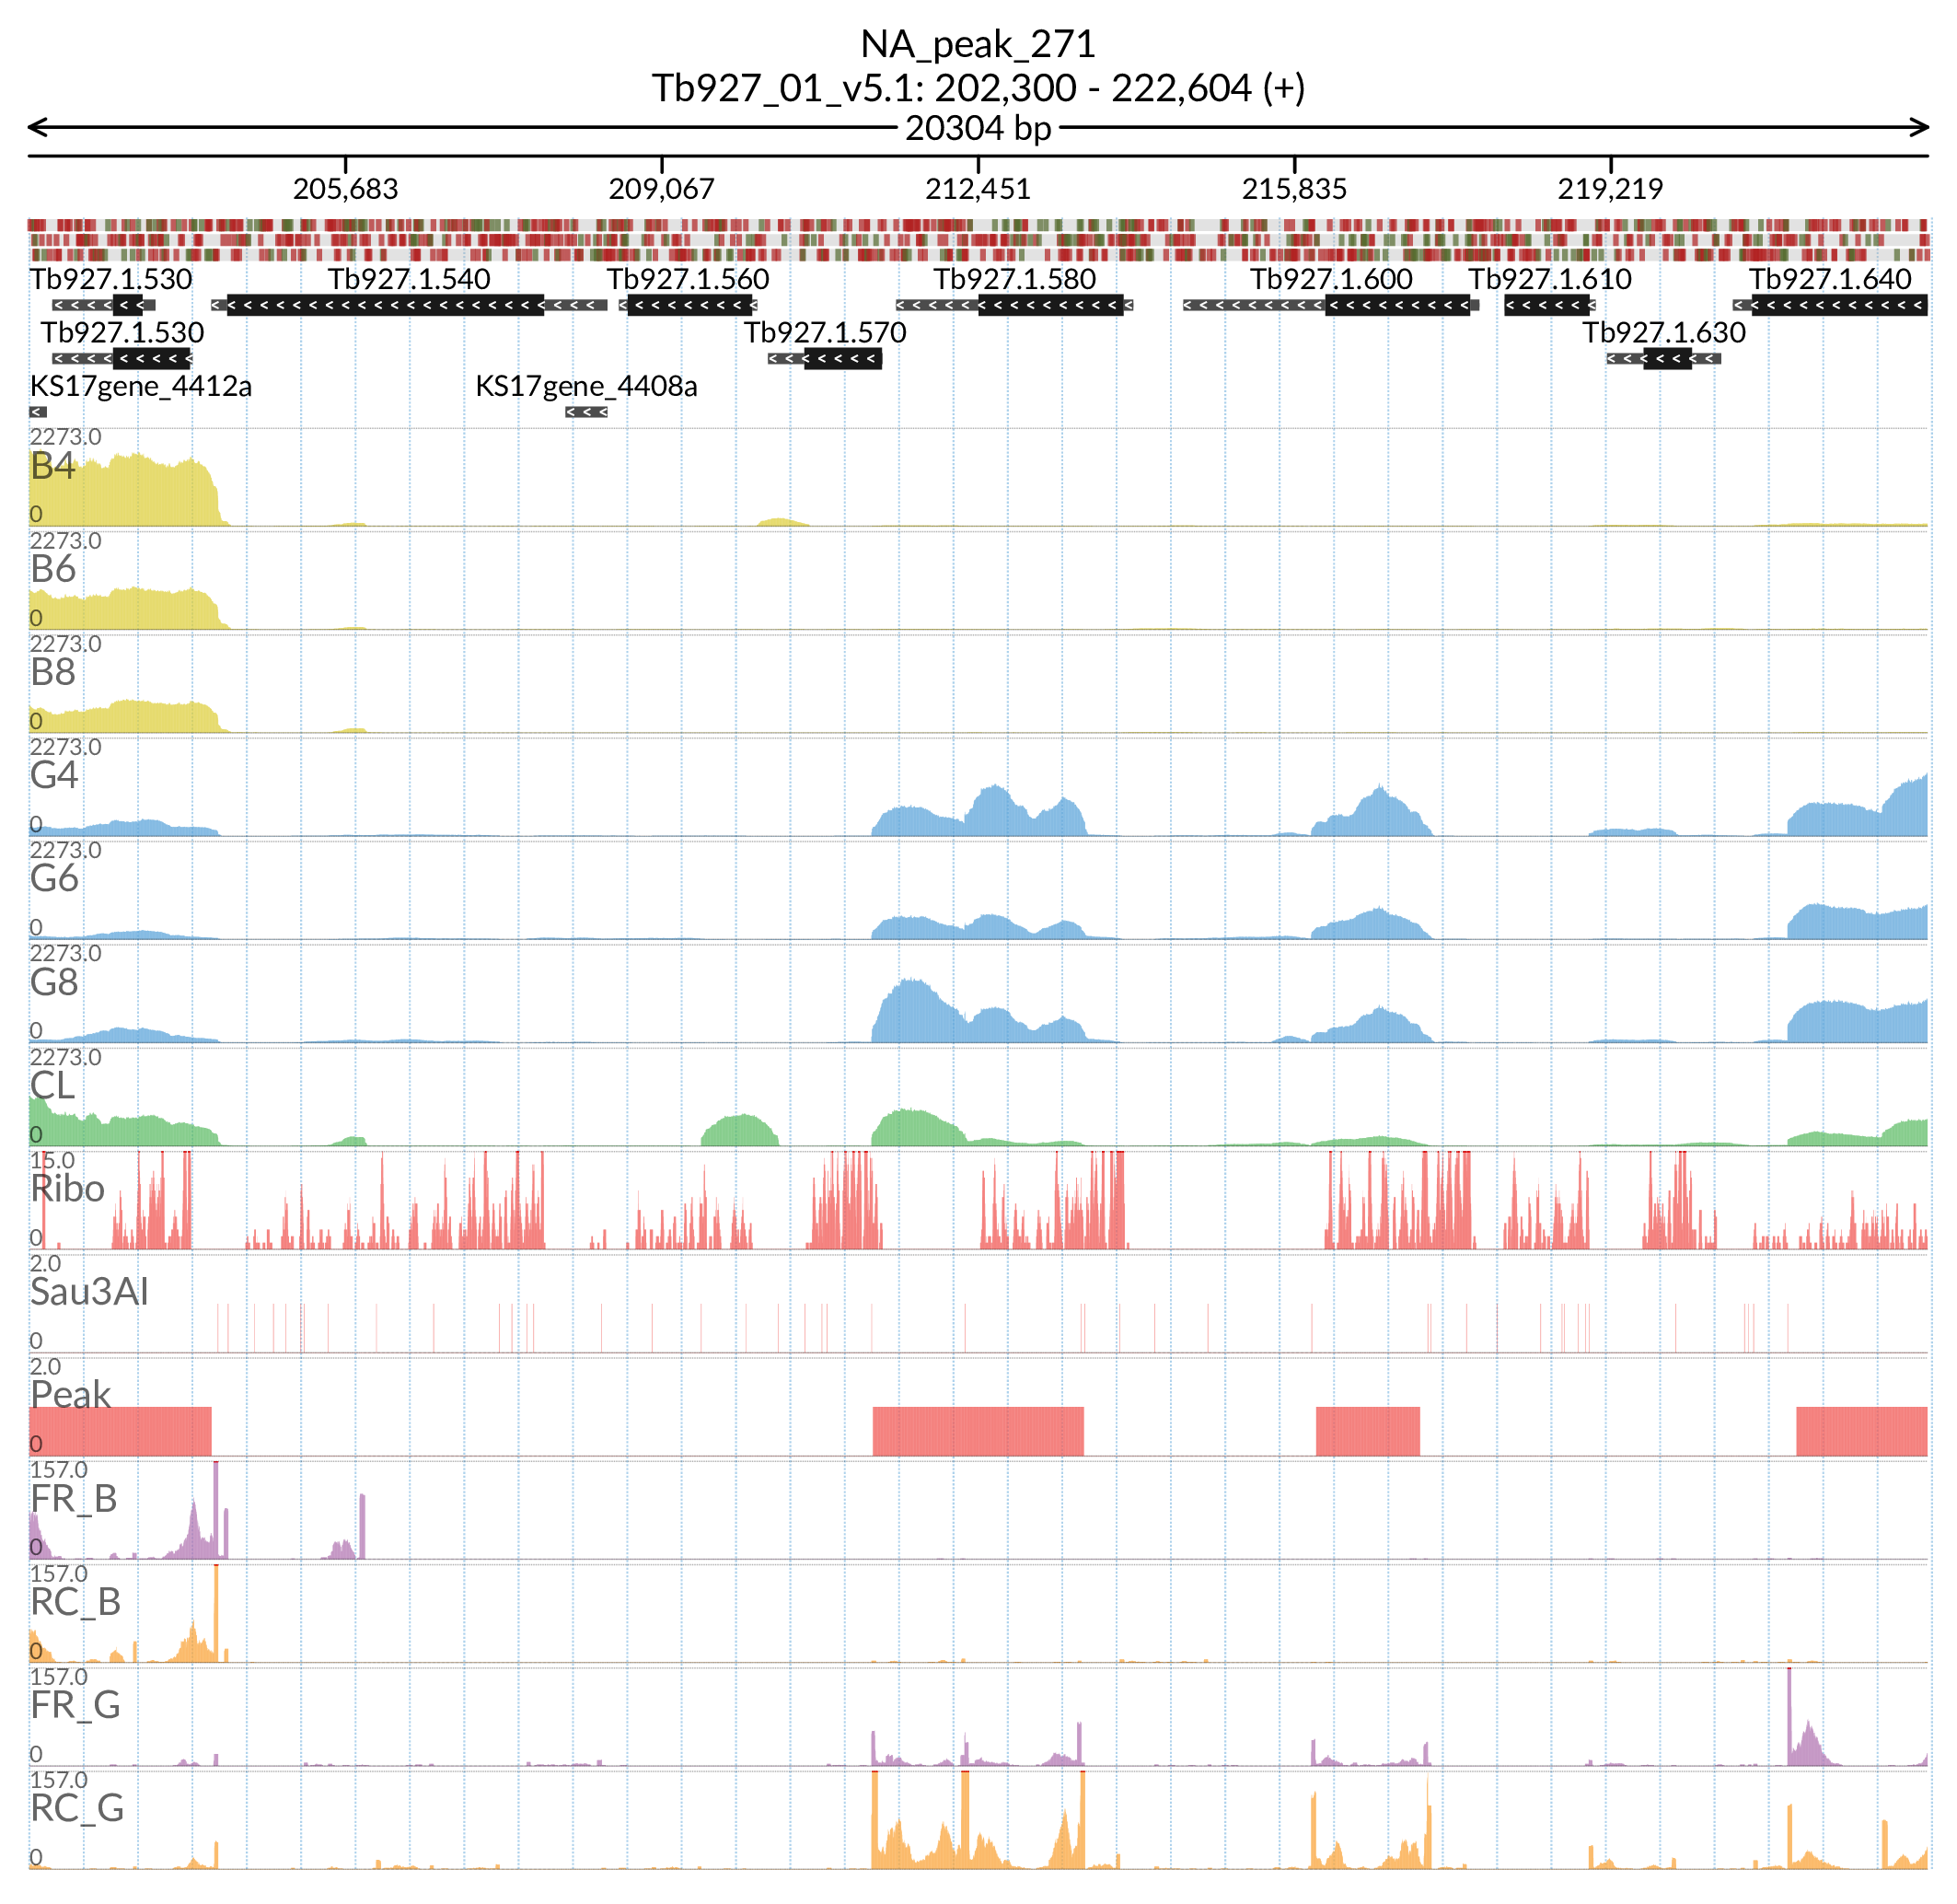 NA_peak_271
Tb927_01_v5.1: 202,300 - 222,604 (+)
20304 bp
205,683 209,067 212,451 215,835 219,219
Tb927.1.530 Tb927.1.540 Tb927.1.560 Tb927.1.580 Tb927.1.600 Tb927.1.610 Tb927.1.640
Tb927.1.530 Tb927.1.570 Tb927.1.630
KS17gene_4412a KS17gene_4408a
2273.0
B4
0
2273.0
B6
0
2273.0
B8
0
2273.0
G4
0
2273.0
G6
0
2273.0
G8
0
2273.0
CL
0
15.0
Ribo
0
2.0
Sau3AI
0
2.0
Peak
0
157.0
FR_B
0
157.0
RC_B
0
157.0
FR_G
0
157.0
RC_G
0